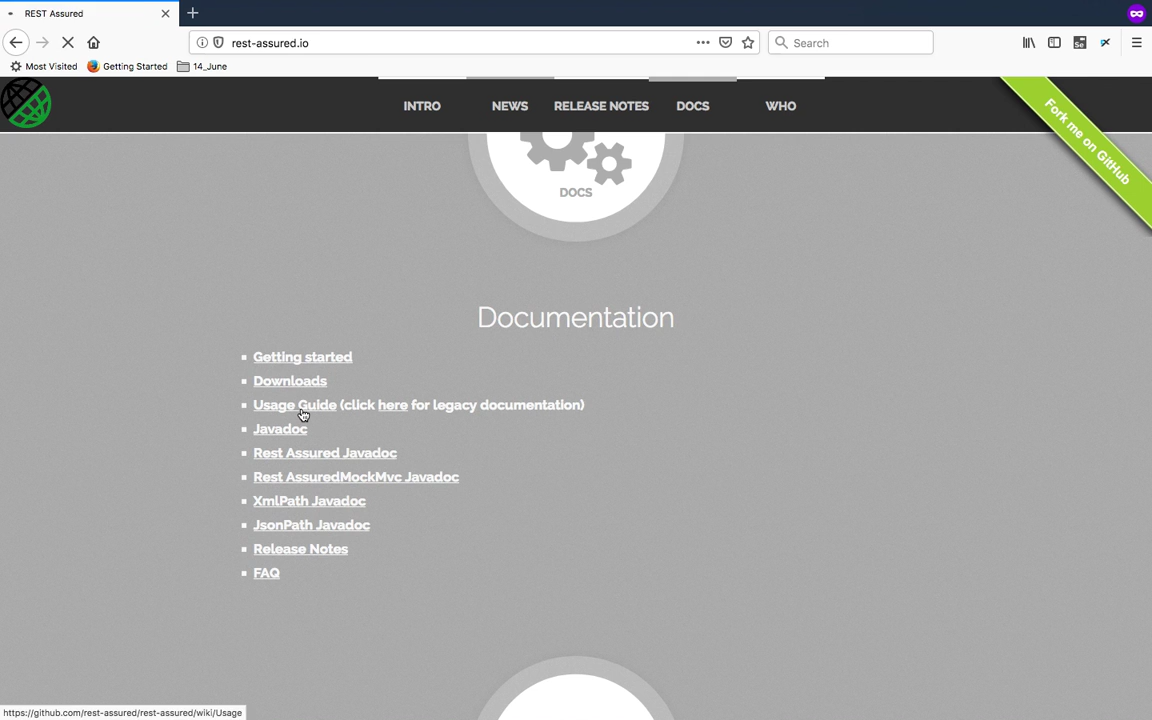 REST Assured
rest-assured.io
Search
Most Visited
Getting Started
14_June
INTRO
NEWS
RELEASE NOTES
DOCS
WHO
Fork me on GitHub
DOCS
Documentation
Getting started
Downloads
Usage Guide (click here for legacy documentation)
Javadoc
Rest Assured Javadoc
Rest AssuredMockMvc Javadoc
XmlPath Javadoc
JsonPath Javadoc
Release Notes
FAQ
https://github.com/rest-assured/rest-assured/wiki/Usage